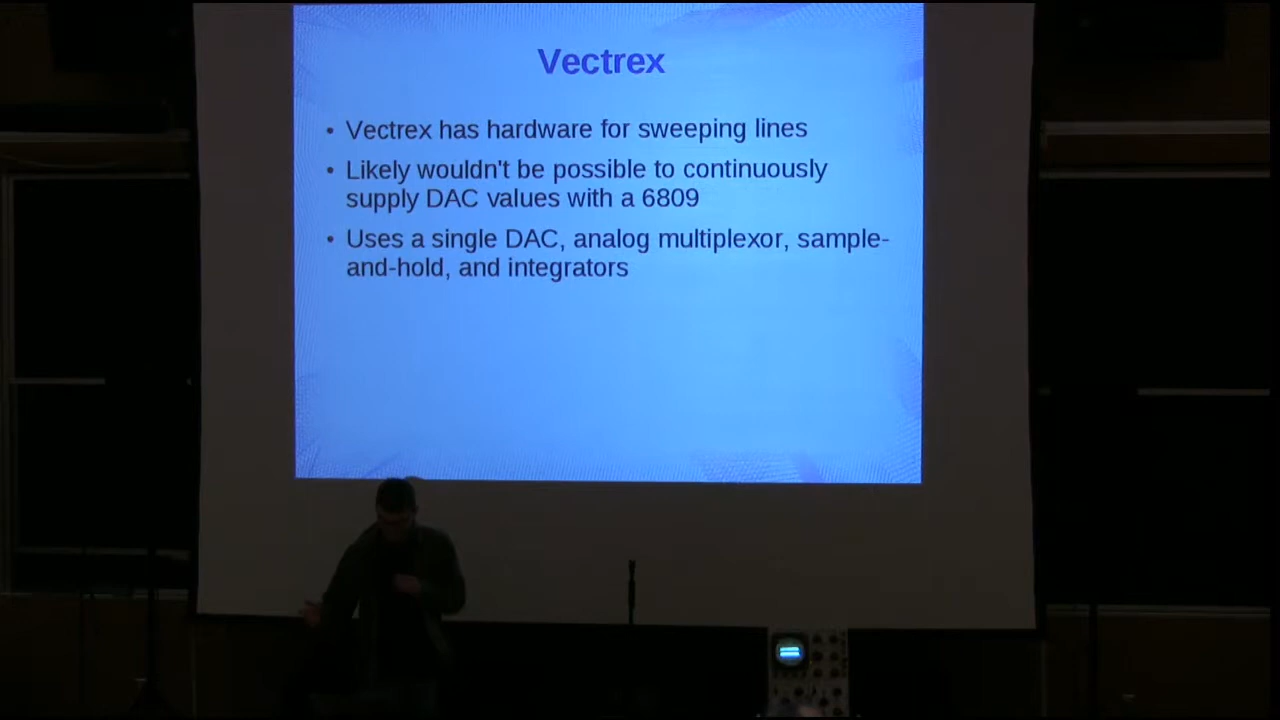 Vectrex
• Vectrex has hardware for sweeping lines
• Likely wouldn't be possible to continuously
supply DAC values with a 6809
• Uses a single DAC, analog multiplexor, sample-
and-hold, and integrators